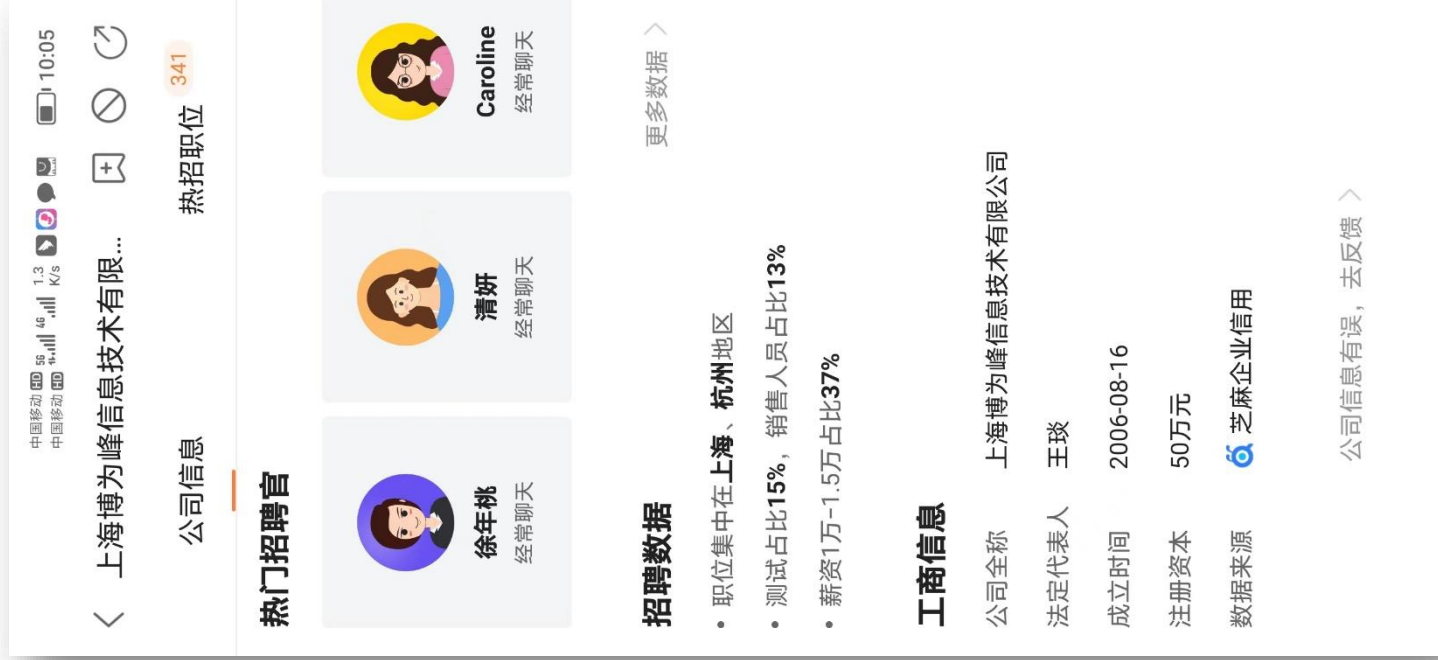 中国移动 HD 5G 4G 1.3 K/s 10:05
中国移动 HD
上海博为峰信息技术有限...
公司信息 热招职位 341
热门招聘官
徐年桃 清妍 Caroline
经常聊天 经常聊天 经常聊天
招聘数据 更多数据 >
• 职位集中在上海、杭州地区
• 测试占比15%，销售人员占比13%
• 薪资1万-1.5万占比37%
工商信息
公司全称 上海博为峰信息技术有限公司
法定代表人 王琰
成立时间 2006-08-16
注册资本 50万元
数据来源 芝麻企业信用
公司信息有误，去反馈 >